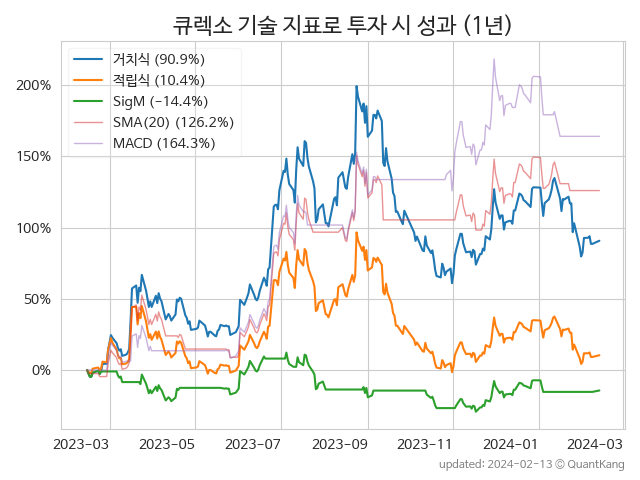 큐렉소 기술 지표로 투자 시 성과 (1년)
거치식 (90.9%)
적립식 (10.4%)
SigM (-14.4%)
SMA(20) (126.2%)
MACD (164.3%)
200%
150%
100%
50%
0%
2023-03 2023-05 2023-07 2023-09 2023-11 2024-01 2024-03
updated: 2024-02-13 © QuantKang